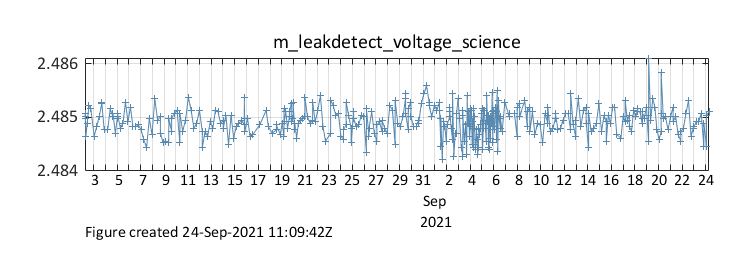 m_leakdetect_voltage_science
2.486
2.485
2.484
3 5 7 9 11 13 15 17 19 21 23 25 27 29 31 2 4 6 8 10 12 14 16 18 20 22 24
Sep
2021
Figure created 24-Sep-2021 11:09:42Z